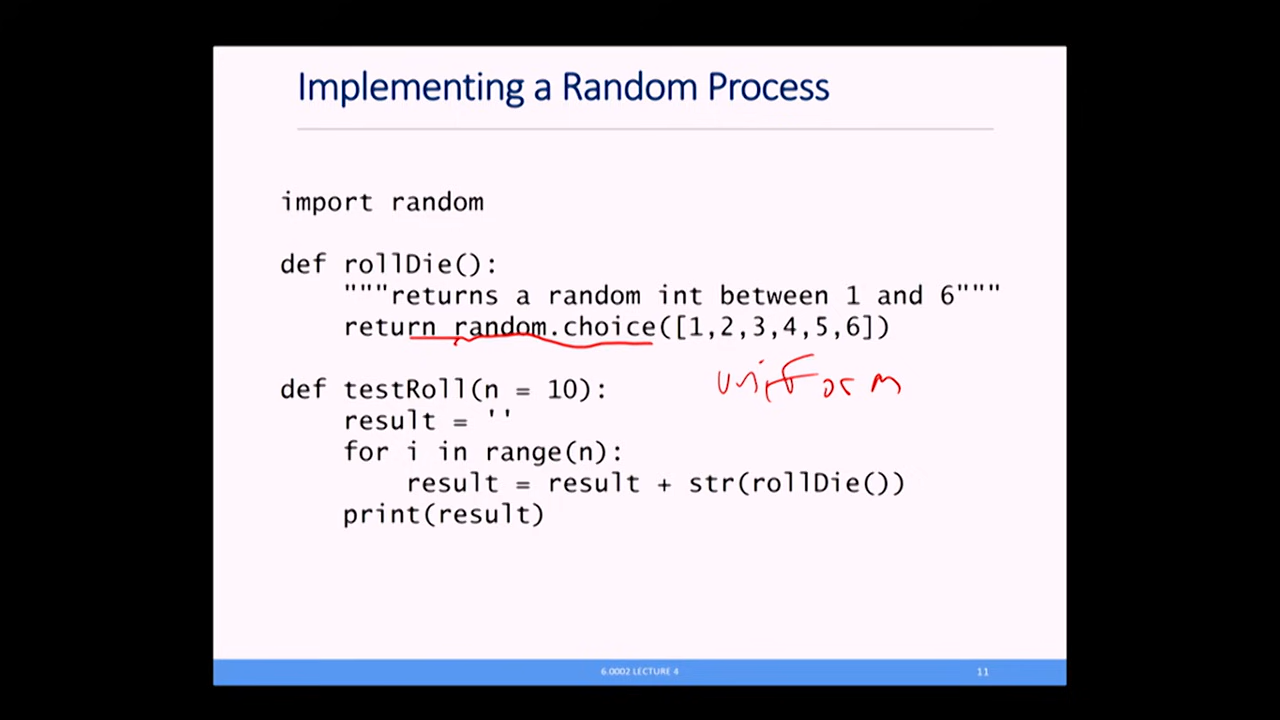 Implementing a Random Process
import random
def rollDie():
    """returns a random int between 1 and 6"""
    return random.choice([1,2,3,4,5,6])
uniform
def testRoll(n = 10):
    result = ''
    for i in range(n):
        result = result + str(rollDie())
    print(result)
6.0002 LECTURE 4
11